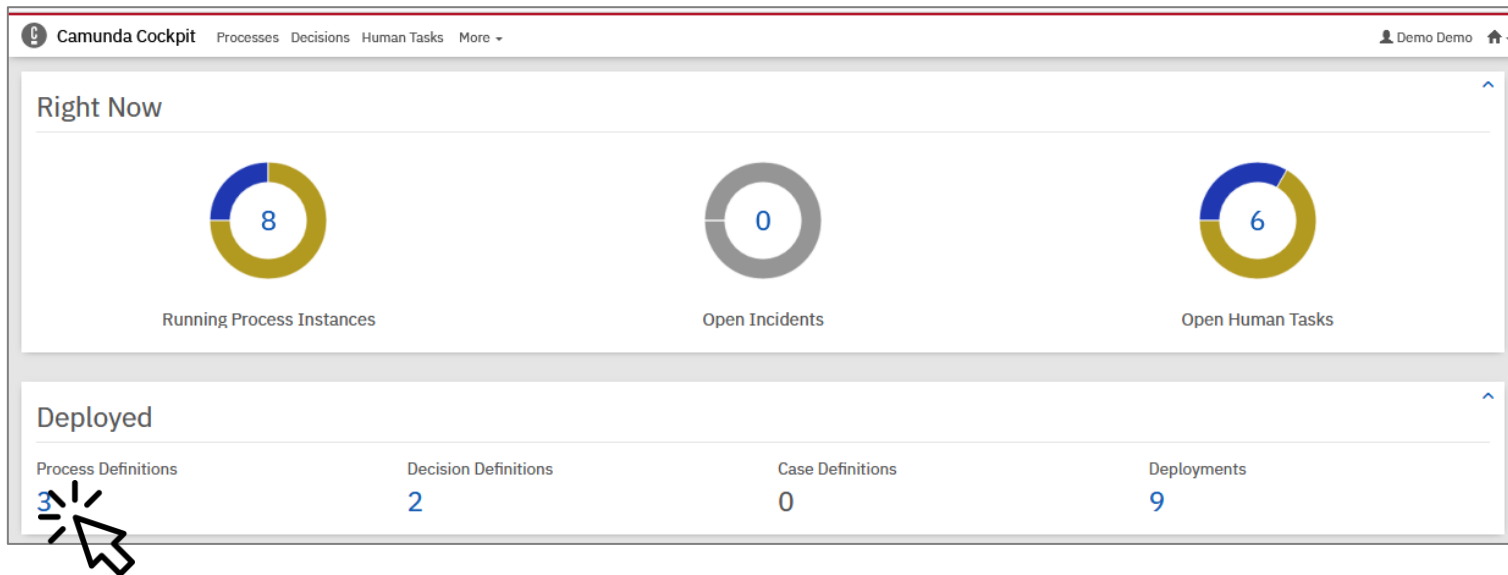 Camunda Cockpit Processes Decisions Human Tasks More Demo Demo
Right Now
8 0 6
Running Process Instances Open Incidents Open Human Tasks
Deployed
Process Definitions Decision Definitions Case Definitions Deployments
3 2 0 9